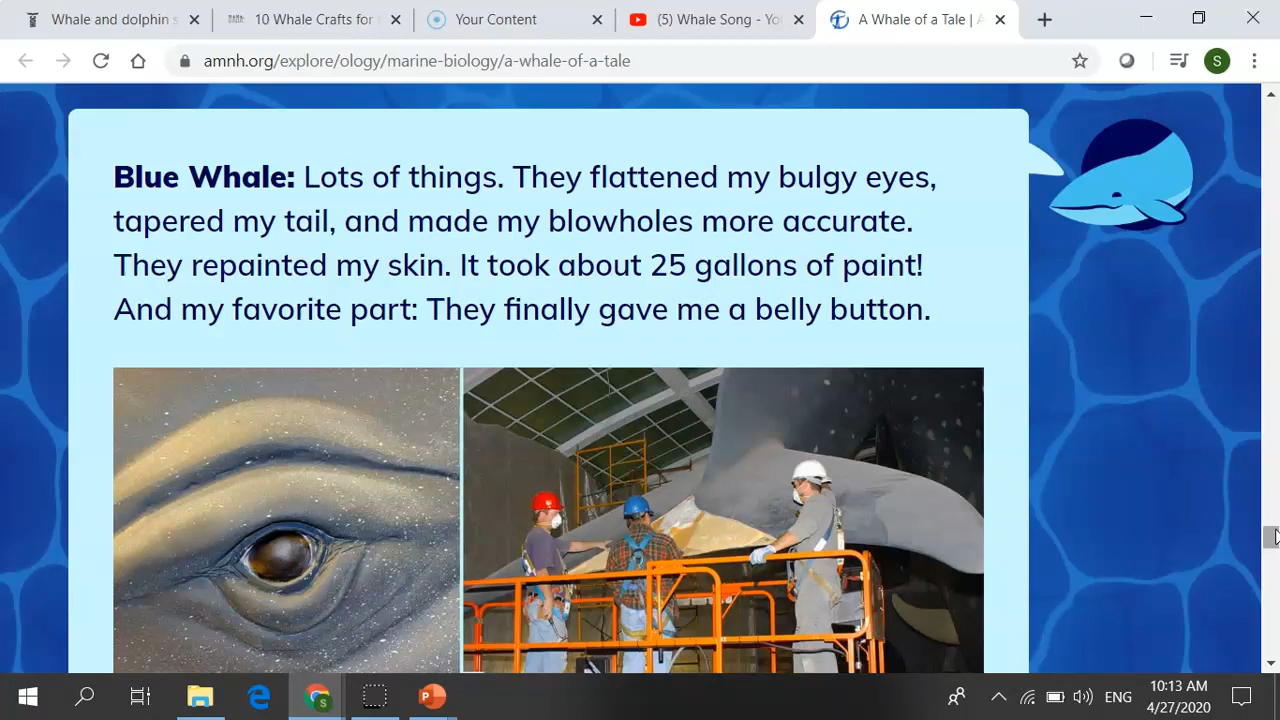 Whale and dolphin s
10 Whale Crafts for
Your Content
(5) Whale Song - Yo
A Whale of a Tale |
amnh.org/explore/ology/marine-biology/a-whale-of-a-tale
S
Blue Whale: Lots of things. They flattened my bulgy eyes,
tapered my tail, and made my blowholes more accurate.
They repainted my skin. It took about 25 gallons of paint!
And my favorite part: They finally gave me a belly button.
ENG
10:13 AM
4/27/2020